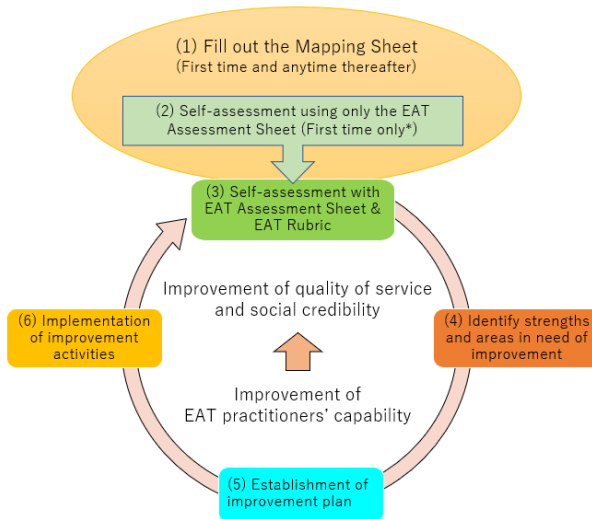 (1) Fill out the Mapping Sheet
(First time and anytime thereafter)
(2) Self-assessment using only the EAT
Assessment Sheet (First time only*)
(3) Self-assessment with
EAT Assessment Sheet &
EAT Rubric
Improvement of quality of service
and social credibility
(6) Implementation
of improvement
activities
(4) Identify strengths
and areas in need of
improvement
Improvement of
EAT practitioners’ capability
(5) Establishment of
improvement plan